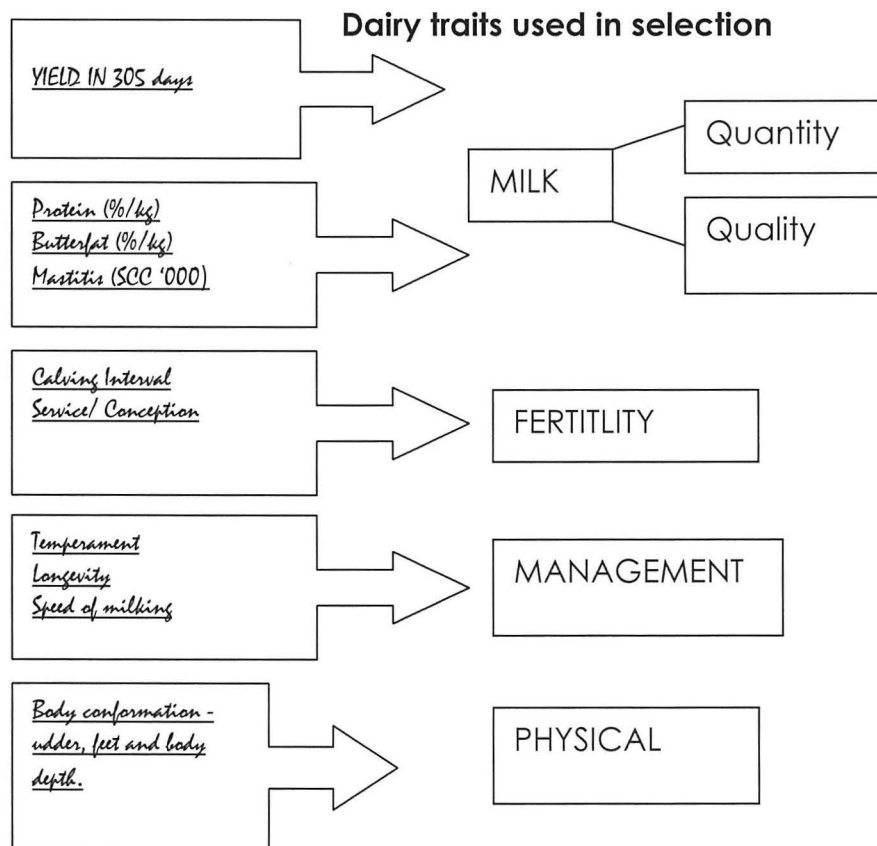 Dairy traits used in selection
YIELD IN 305 days
Quantity
MILK
Quality
Protein (%/kg)
Butterfat (%/kg)
Mastitis (SCC '000)
Calving Interval
Service/ Conception
FERTITLITY
Temperament
Longevity
Speed of milking
MANAGEMENT
Body conformation -
udder, feet and body
depth.
PHYSICAL